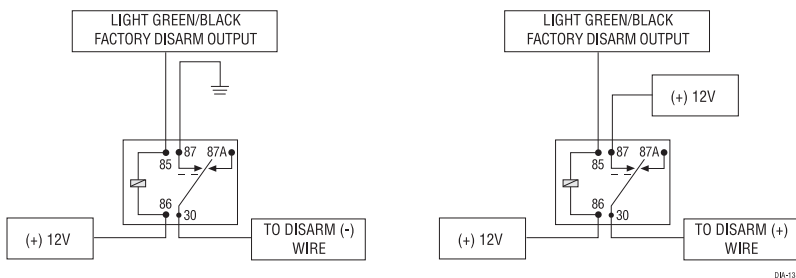 LIGHT GREEN/BLACK
FACTORY DISARM OUTPUT
87 87A
85
86
30
(+) 12V
TO DISARM (-)
WIRE
LIGHT GREEN/BLACK
FACTORY DISARM OUTPUT
(+) 12V
87 87A
85
86
30
(+) 12V
TO DISARM (+)
WIRE
DIA-13